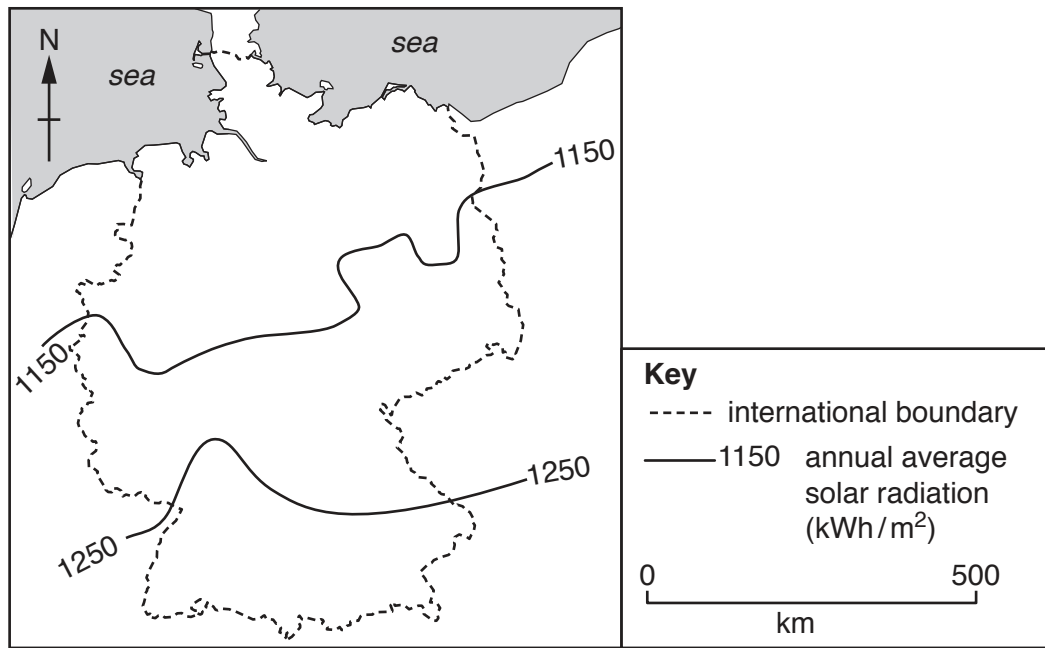 N
sea
sea
1150
1150
1250
1250
Key
international boundary
1150 annual average
solar radiation
(kWh/m²)
0 500
km